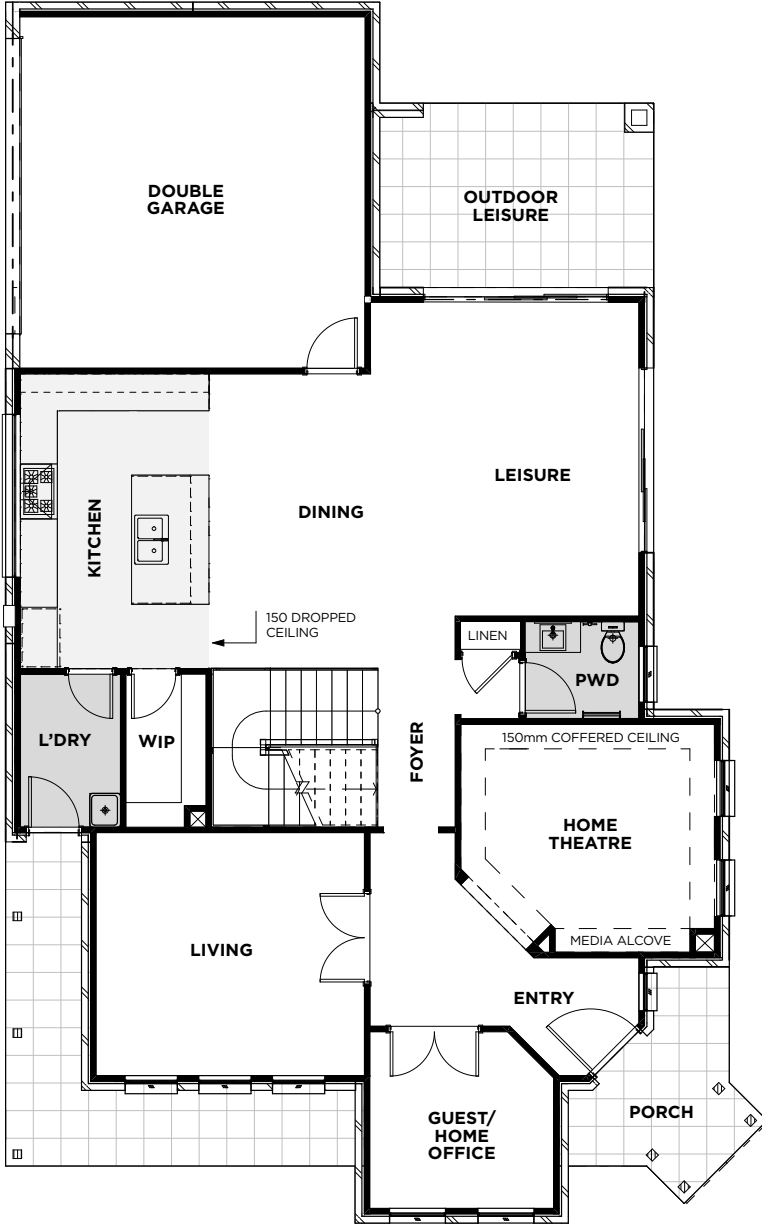 DOUBLE
GARAGE
OUTDOOR
LEISURE
LEISURE
DINING
KITCHEN
150 DROPPED
CEILING
LINEN
PWD
L'DRY
WIP
FOYER
150mm COFFERED CEILING
HOME
THEATRE
MEDIA ALCOVE
LIVING
ENTRY
PORCH
GUEST/
HOME
OFFICE